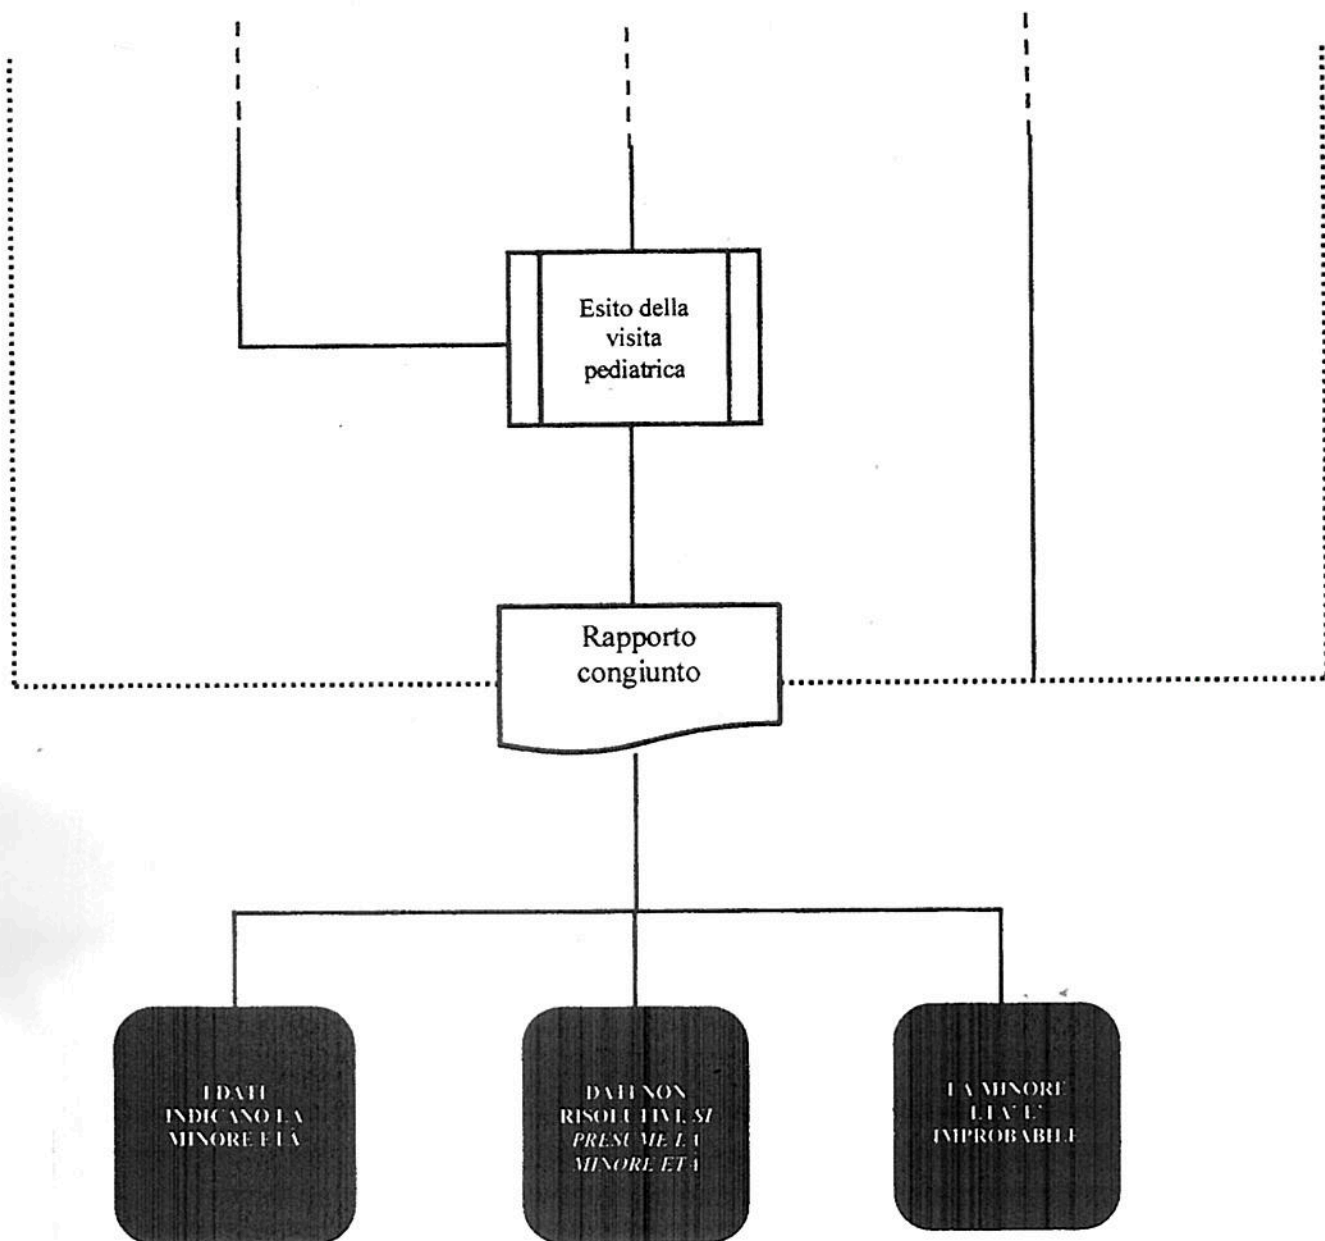 Esito della
visita
pediatrica
Rapporto
congiunto
I DATI
INDICANO LA
MINORE ETÀ
DATI NON
RISOLUTIVI, SI
PRESUME LA
MINORE ETÀ
LA MINORE
ETA' E'
IMPROBABILE